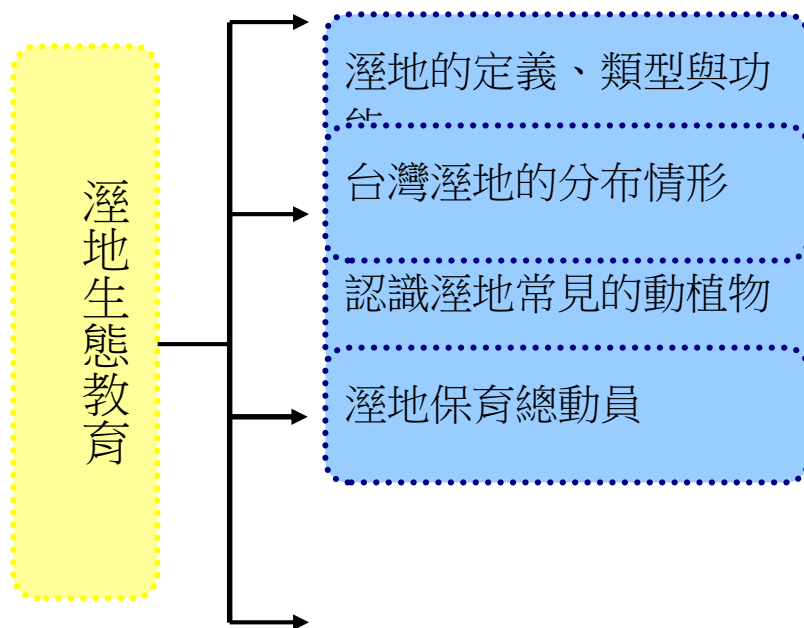 溼地生態教育
溼地的定義、類型與功
能
台灣溼地的分布情形
認識溼地常見的動植物
溼地保育總動員